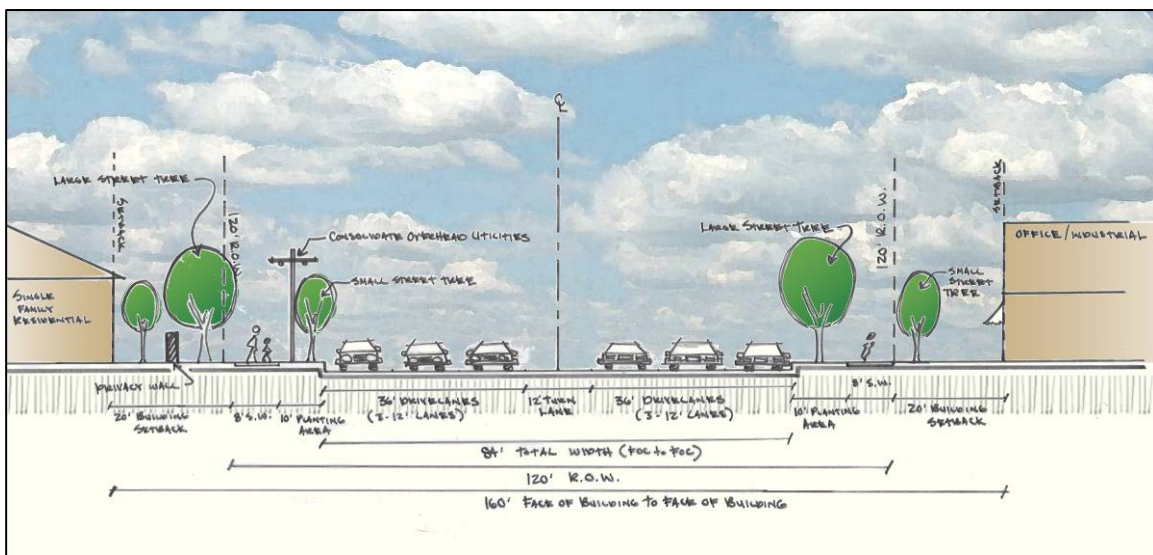 ℄
LARGE STREET TREE
SETBACK
120' R.O.W.
CONSOLIDATE OVERHEAD UTILITIES
SMALL STREET TREE
SINGLE
FAMILY
RESIDENTIAL
PRIVACY WALL
LARGE STREET TREE
120' R.O.W.
SETBACK
OFFICE/INDUSTRIAL
SMALL
STREET
TREE
20' BUILDING
SETBACK
8' S.W.
10' PLANTING
AREA
36' DRIVELANES
(3-12' LANES)
12' TURN
LANE
36' DRIVELANES
(3-12' LANES)
10' PLANTING
AREA
8' S.W.
20' BUILDING
SETBACK
84' TOTAL WIDTH (FOC to FOC)
120' R.O.W.
160' FACE OF BUILDING TO FACE OF BUILDING